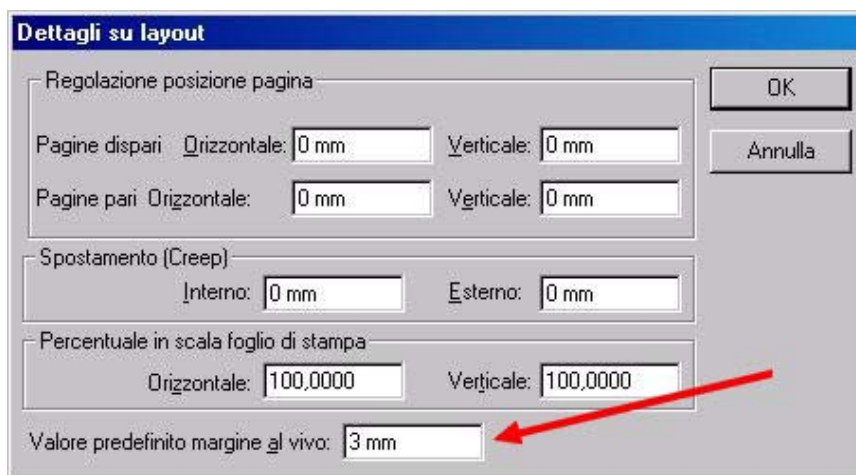 Dettagli su layout
Regolazione posizione pagina
OK
Pagine dispari Orizzontale: 0 mm Verticale: 0 mm
Annulla
Pagine pari Orizzontale: 0 mm Verticale: 0 mm
Spostamento (Creep)
Interno: 0 mm Esterno: 0 mm
Percentuale in scala foglio di stampa
Orizzontale: 100,0000 Verticale: 100,0000
Valore predefinito margine al vivo: 3 mm